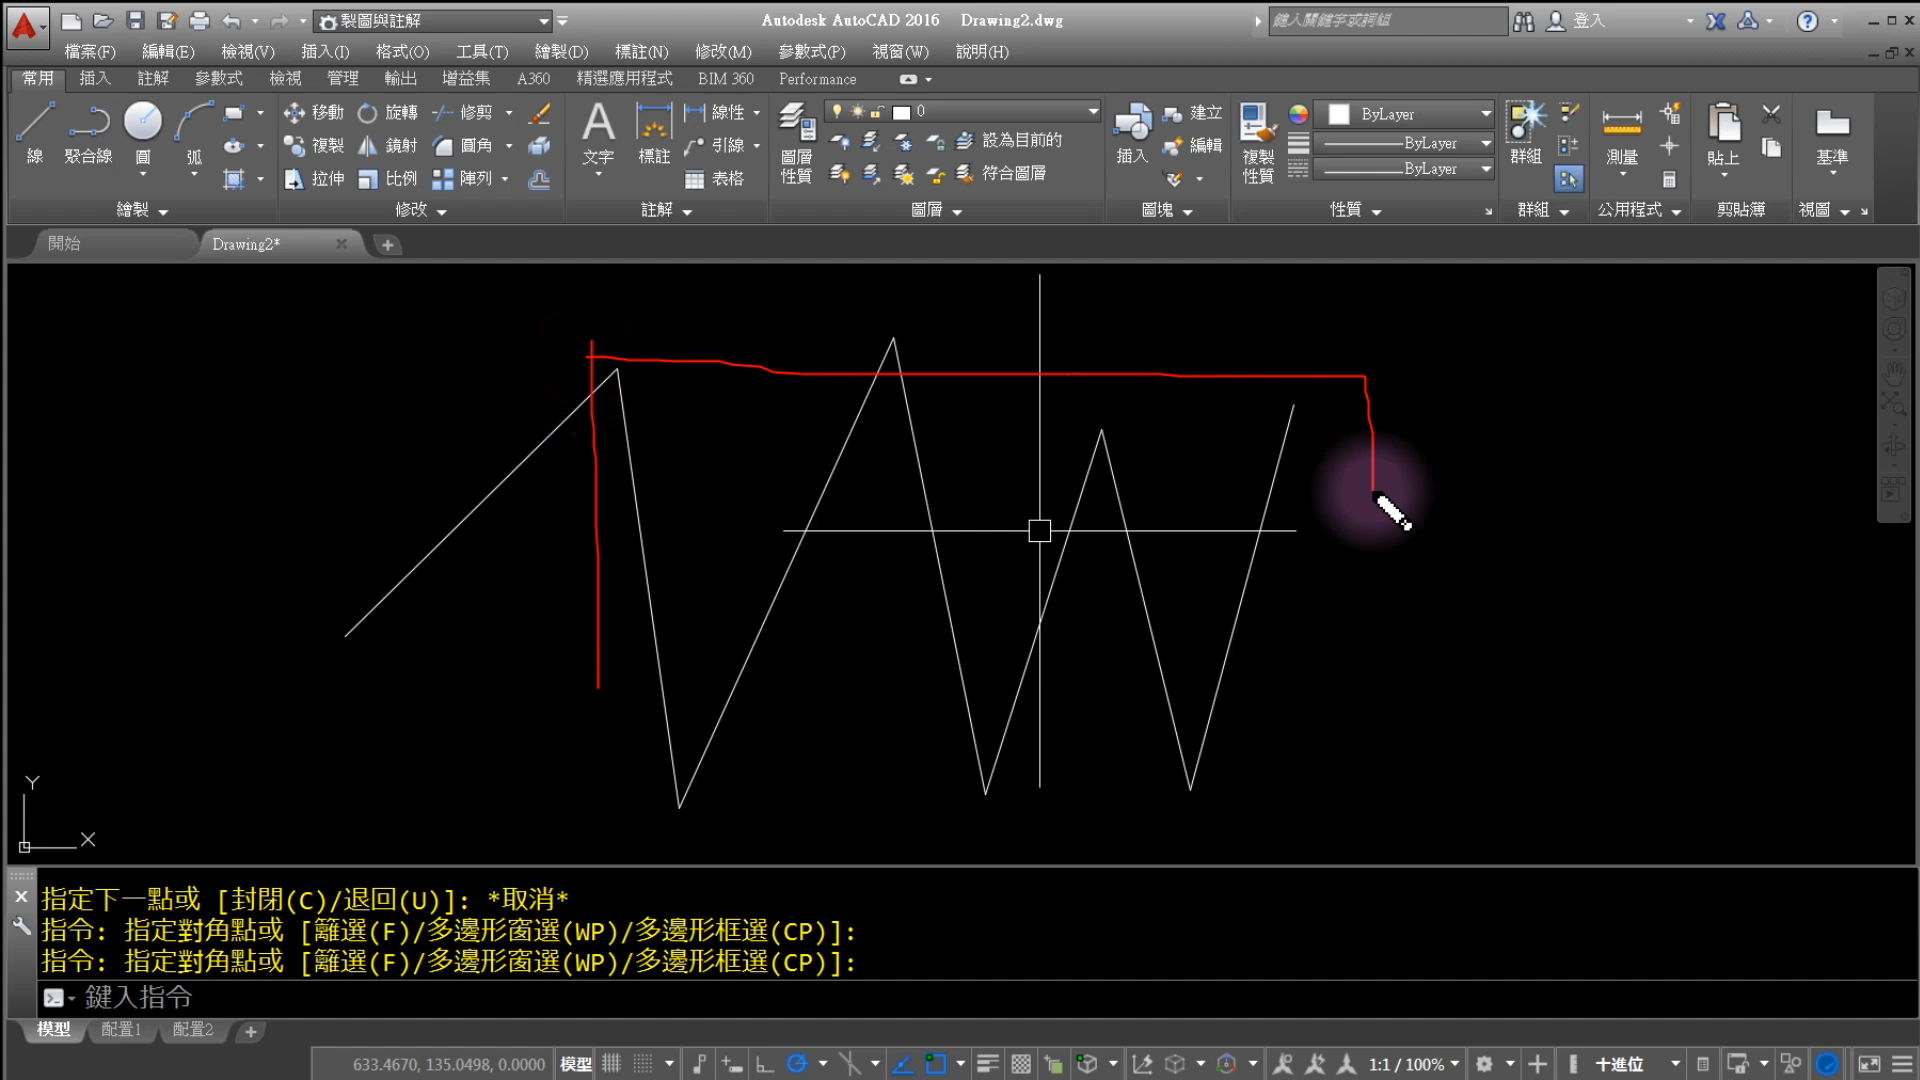 製圖與註解
Autodesk AutoCAD 2016 Drawing2.dwg
鍵入關鍵字或詞組
登入
檔案(F) 編輯(E) 檢視(V) 插入(I) 格式(O) 工具(T) 繪製(D) 標註(N) 修改(M) 參數式(P) 視窗(W) 說明(H)
常用 插入 註解 參數式 檢視 管理 輸出 增益集 A360 精選應用程式 BIM 360 Performance
線 聚合線 圓 弧
移動 旋轉 修剪
複製 鏡射 圓角
拉伸 比例 陣列
文字 標註
線性
引線
表格
圖層性質
0
設為目前的
符合圖層
插入
建立
編輯
複製性質
ByLayer
ByLayer
ByLayer
群組 測量 貼上 基準
繪製 修改 註解 圖層 圖塊 性質 群組 公用程式 剪貼簿 視圖
開始 Drawing2*
Y
X
指定下一點或 [封閉(C)/退回(U)]: *取消*
指令: 指定對角點或 [籬選(F)/多邊形窗選(WP)/多邊形框選(CP)]:
指令: 指定對角點或 [籬選(F)/多邊形窗選(WP)/多邊形框選(CP)]:
鍵入指令
模型 配置1 配置2
633.4670, 135.0498, 0.0000 模型 1:1 / 100% 十進位